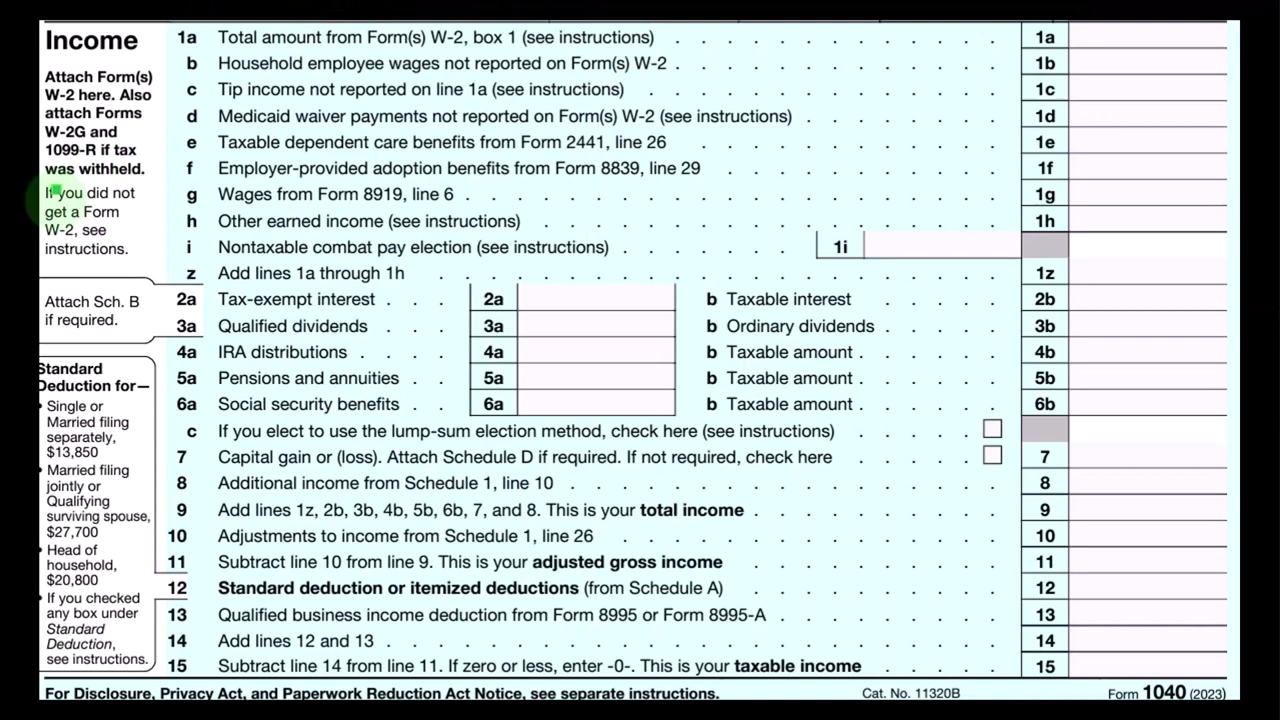 Income
Attach Form(s)
W-2 here. Also
attach Forms
W-2G and
1099-R if tax
was withheld.
If you did not
get a Form
W-2, see
instructions.
1a Total amount from Form(s) W-2, box 1 (see instructions) . . . . . . . . . . . . . 1a
b Household employee wages not reported on Form(s) W-2 . . . . . . . . . . . . . 1b
c Tip income not reported on line 1a (see instructions) . . . . . . . . . . . . . . 1c
d Medicaid waiver payments not reported on Form(s) W-2 (see instructions) . . . . . . . . 1d
e Taxable dependent care benefits from Form 2441, line 26 . . . . . . . . . . . . 1e
f Employer-provided adoption benefits from Form 8839, line 29 . . . . . . . . . . . 1f
g Wages from Form 8919, line 6 . . . . . . . . . . . . . . . . . . . . . 1g
h Other earned income (see instructions) . . . . . . . . . . . . . . . . . . 1h
i Nontaxable combat pay election (see instructions) . . . . . . . 1i
z Add lines 1a through 1h . . . . . . . . . . . . . . . . . . . . . . 1z
Attach Sch. B
if required.
2a Tax-exempt interest . . . 2a b Taxable interest . . . . . 2b
3a Qualified dividends . . . 3a b Ordinary dividends . . . . . 3b
4a IRA distributions . . . . 4a b Taxable amount . . . . . . 4b
5a Pensions and annuities . . 5a b Taxable amount . . . . . . 5b
6a Social security benefits . . 6a b Taxable amount . . . . . . 6b
c If you elect to use the lump-sum election method, check here (see instructions) . . . . .
7 Capital gain or (loss). Attach Schedule D if required. If not required, check here . . . . . 7
8 Additional income from Schedule 1, line 10 . . . . . . . . . . . . . . . . . 8
9 Add lines 1z, 2b, 3b, 4b, 5b, 6b, 7, and 8. This is your total income . . . . . . . . . 9
10 Adjustments to income from Schedule 1, line 26 . . . . . . . . . . . . . . . 10
11 Subtract line 10 from line 9. This is your adjusted gross income . . . . . . . . . . 11
12 Standard deduction or itemized deductions (from Schedule A) . . . . . . . . . . 12
13 Qualified business income deduction from Form 8995 or Form 8995-A . . . . . . . . . 13
14 Add lines 12 and 13 . . . . . . . . . . . . . . . . . . . . . . . . 14
15 Subtract line 14 from line 11. If zero or less, enter -0-. This is your taxable income . . . . . 15
Standard
Deduction for—
• Single or
Married filing
separately,
$13,850
• Married filing
jointly or
Qualifying
surviving spouse,
$27,700
• Head of
household,
$20,800
• If you checked
any box under
Standard
Deduction,
see instructions.
For Disclosure, Privacy Act, and Paperwork Reduction Act Notice, see separate instructions. Cat. No. 11320B Form 1040 (2023)